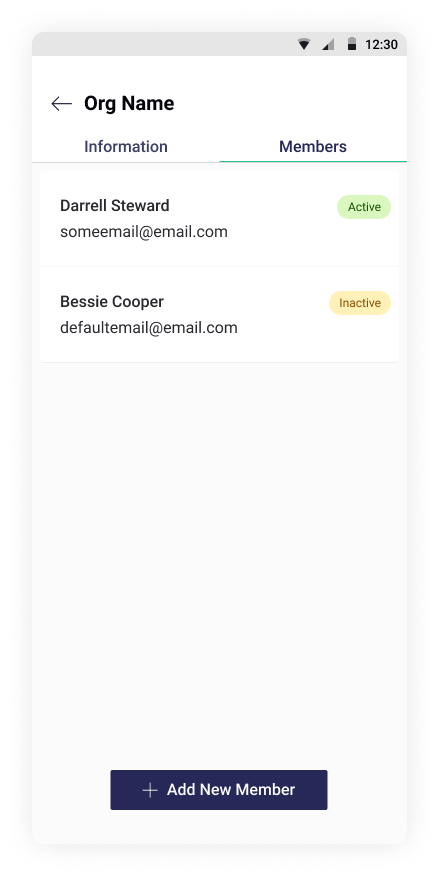 12:30
Org Name
Information Members
Darrell Steward Active
someemail@email.com
Bessie Cooper Inactive
defaultemail@email.com
Add New Member